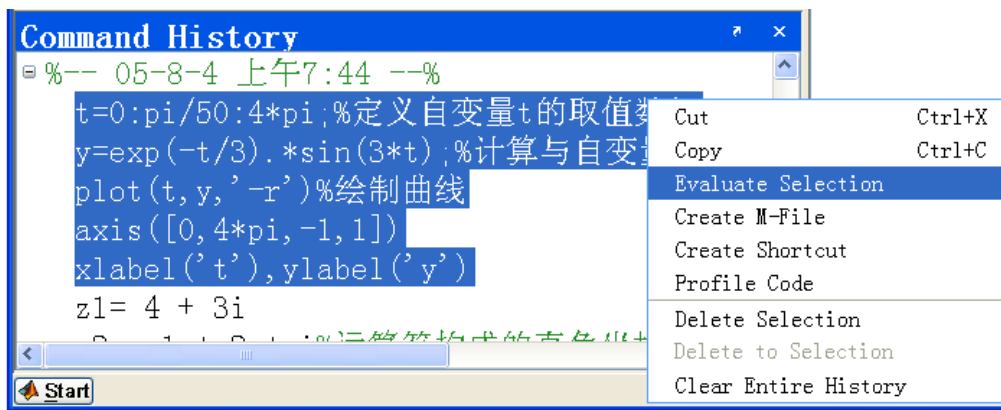 Command History
%-- 05-8-4 上午7:44 --%
t=0:pi/50:4*pi;%定义自变量t的取值
y=exp(-t/3).*sin(3*t);%计算与自变
plot(t,y,'-r')%绘制曲线
axis([0,4*pi,-1,1])
xlabel('t'),ylabel('y')
z1= 4 + 3i
Cut Ctrl+X
Copy Ctrl+C
Evaluate Selection
Create M-File
Create Shortcut
Profile Code
Delete Selection
Delete to Selection
Clear Entire History
Start